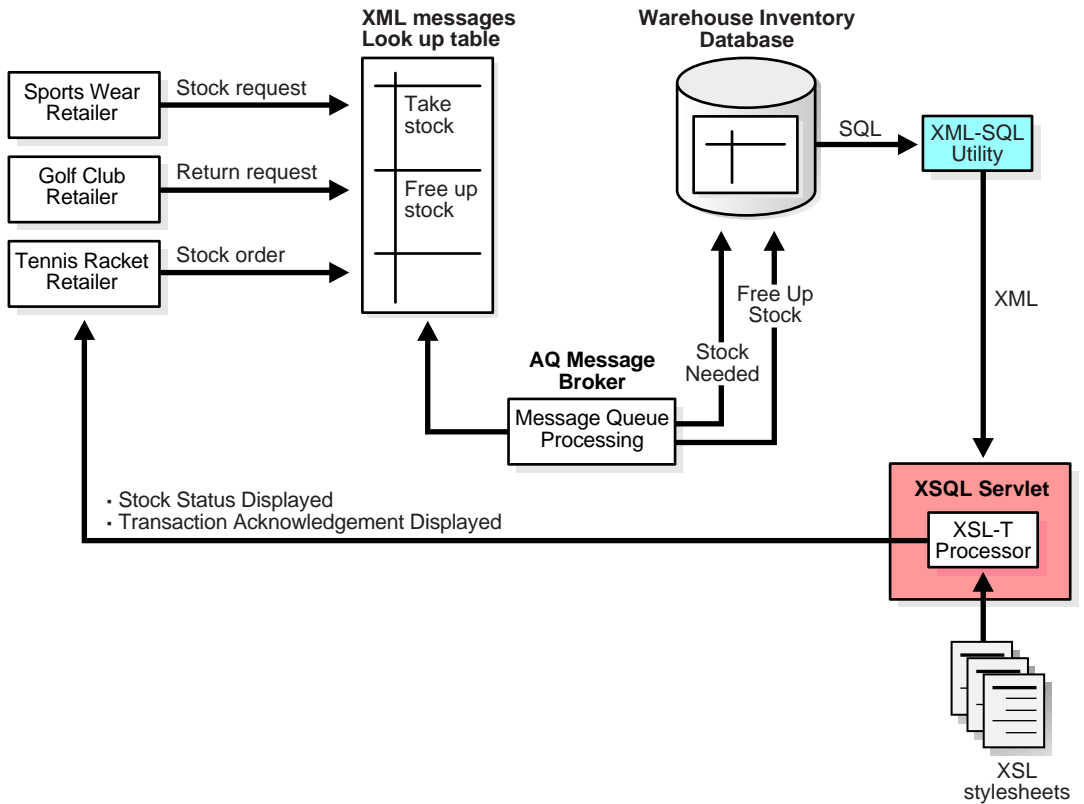 XML messages
Look up table
Warehouse Inventory
Database
Sports Wear
Retailer
Stock request
Take
stock
SQL
XML-SQL
Utility
Golf Club
Retailer
Return request
Free up
stock
Tennis Racket
Retailer
Stock order
Free Up
Stock
XML
Stock
Needed
AQ Message
Broker
Message Queue
Processing
XSQL Servlet
· Stock Status Displayed
· Transaction Acknowledgement Displayed
XSL-T
Processor
XSL
stylesheets